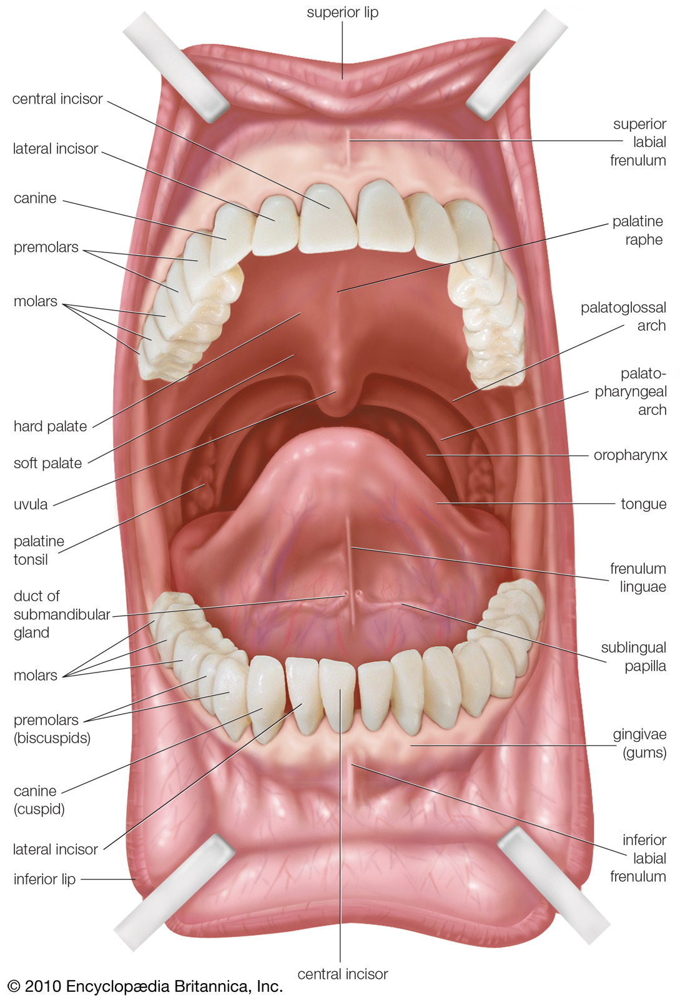 superior lip
central incisor
lateral incisor
canine
premolars
molars
hard palate
soft palate
uvula
palatine
tonsil
duct of
submandibular
gland
molars
premolars
(biscuspids)
canine
(cuspid)
lateral incisor
inferior lip
superior
labial
frenulum
palatine
raphe
palatoglossal
arch
palato-
pharyngeal
arch
oropharynx
tongue
frenulum
linguae
sublingual
papilla
gingivae
(gums)
inferior
labial
frenulum
central incisor
© 2010 Encyclopædia Britannica, Inc.